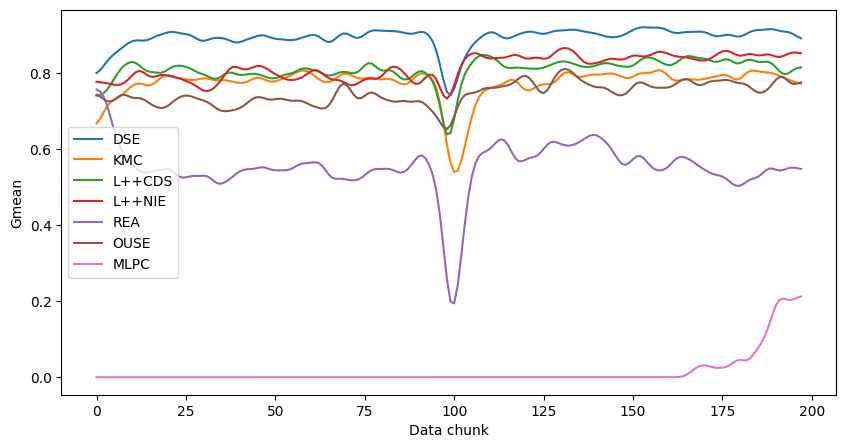 Gmean
0.8
0.6
0.4
0.2
0.0
DSE
KMC
L++CDS
L++NIE
REA
OUSE
MLPC
0 25 50 75 100 125 150 175 200
Data chunk